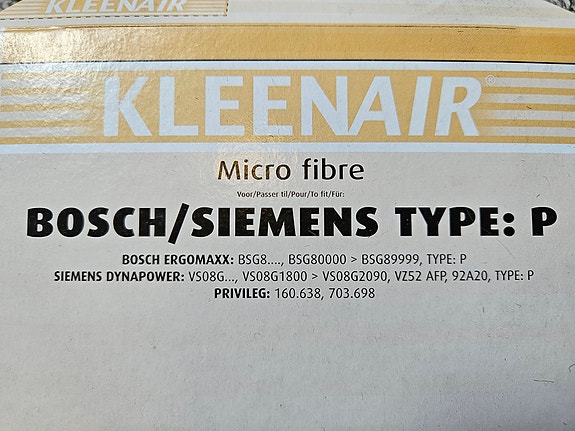 KLEENAIR
KLEENAIR®
Micro fibre
Voor/Passer til/Pour/To fit/Für:
BOSCH/SIEMENS TYPE: P
BOSCH ERGOMAXX: BSG8...., BSG80000 > BSG89999, TYPE: P
SIEMENS DYNAPOWER: VS08G..., VS08G1800 > VS08G2090, VZ52 AFP, 92A20, TYPE: P
PRIVILEG: 160.638, 703.698